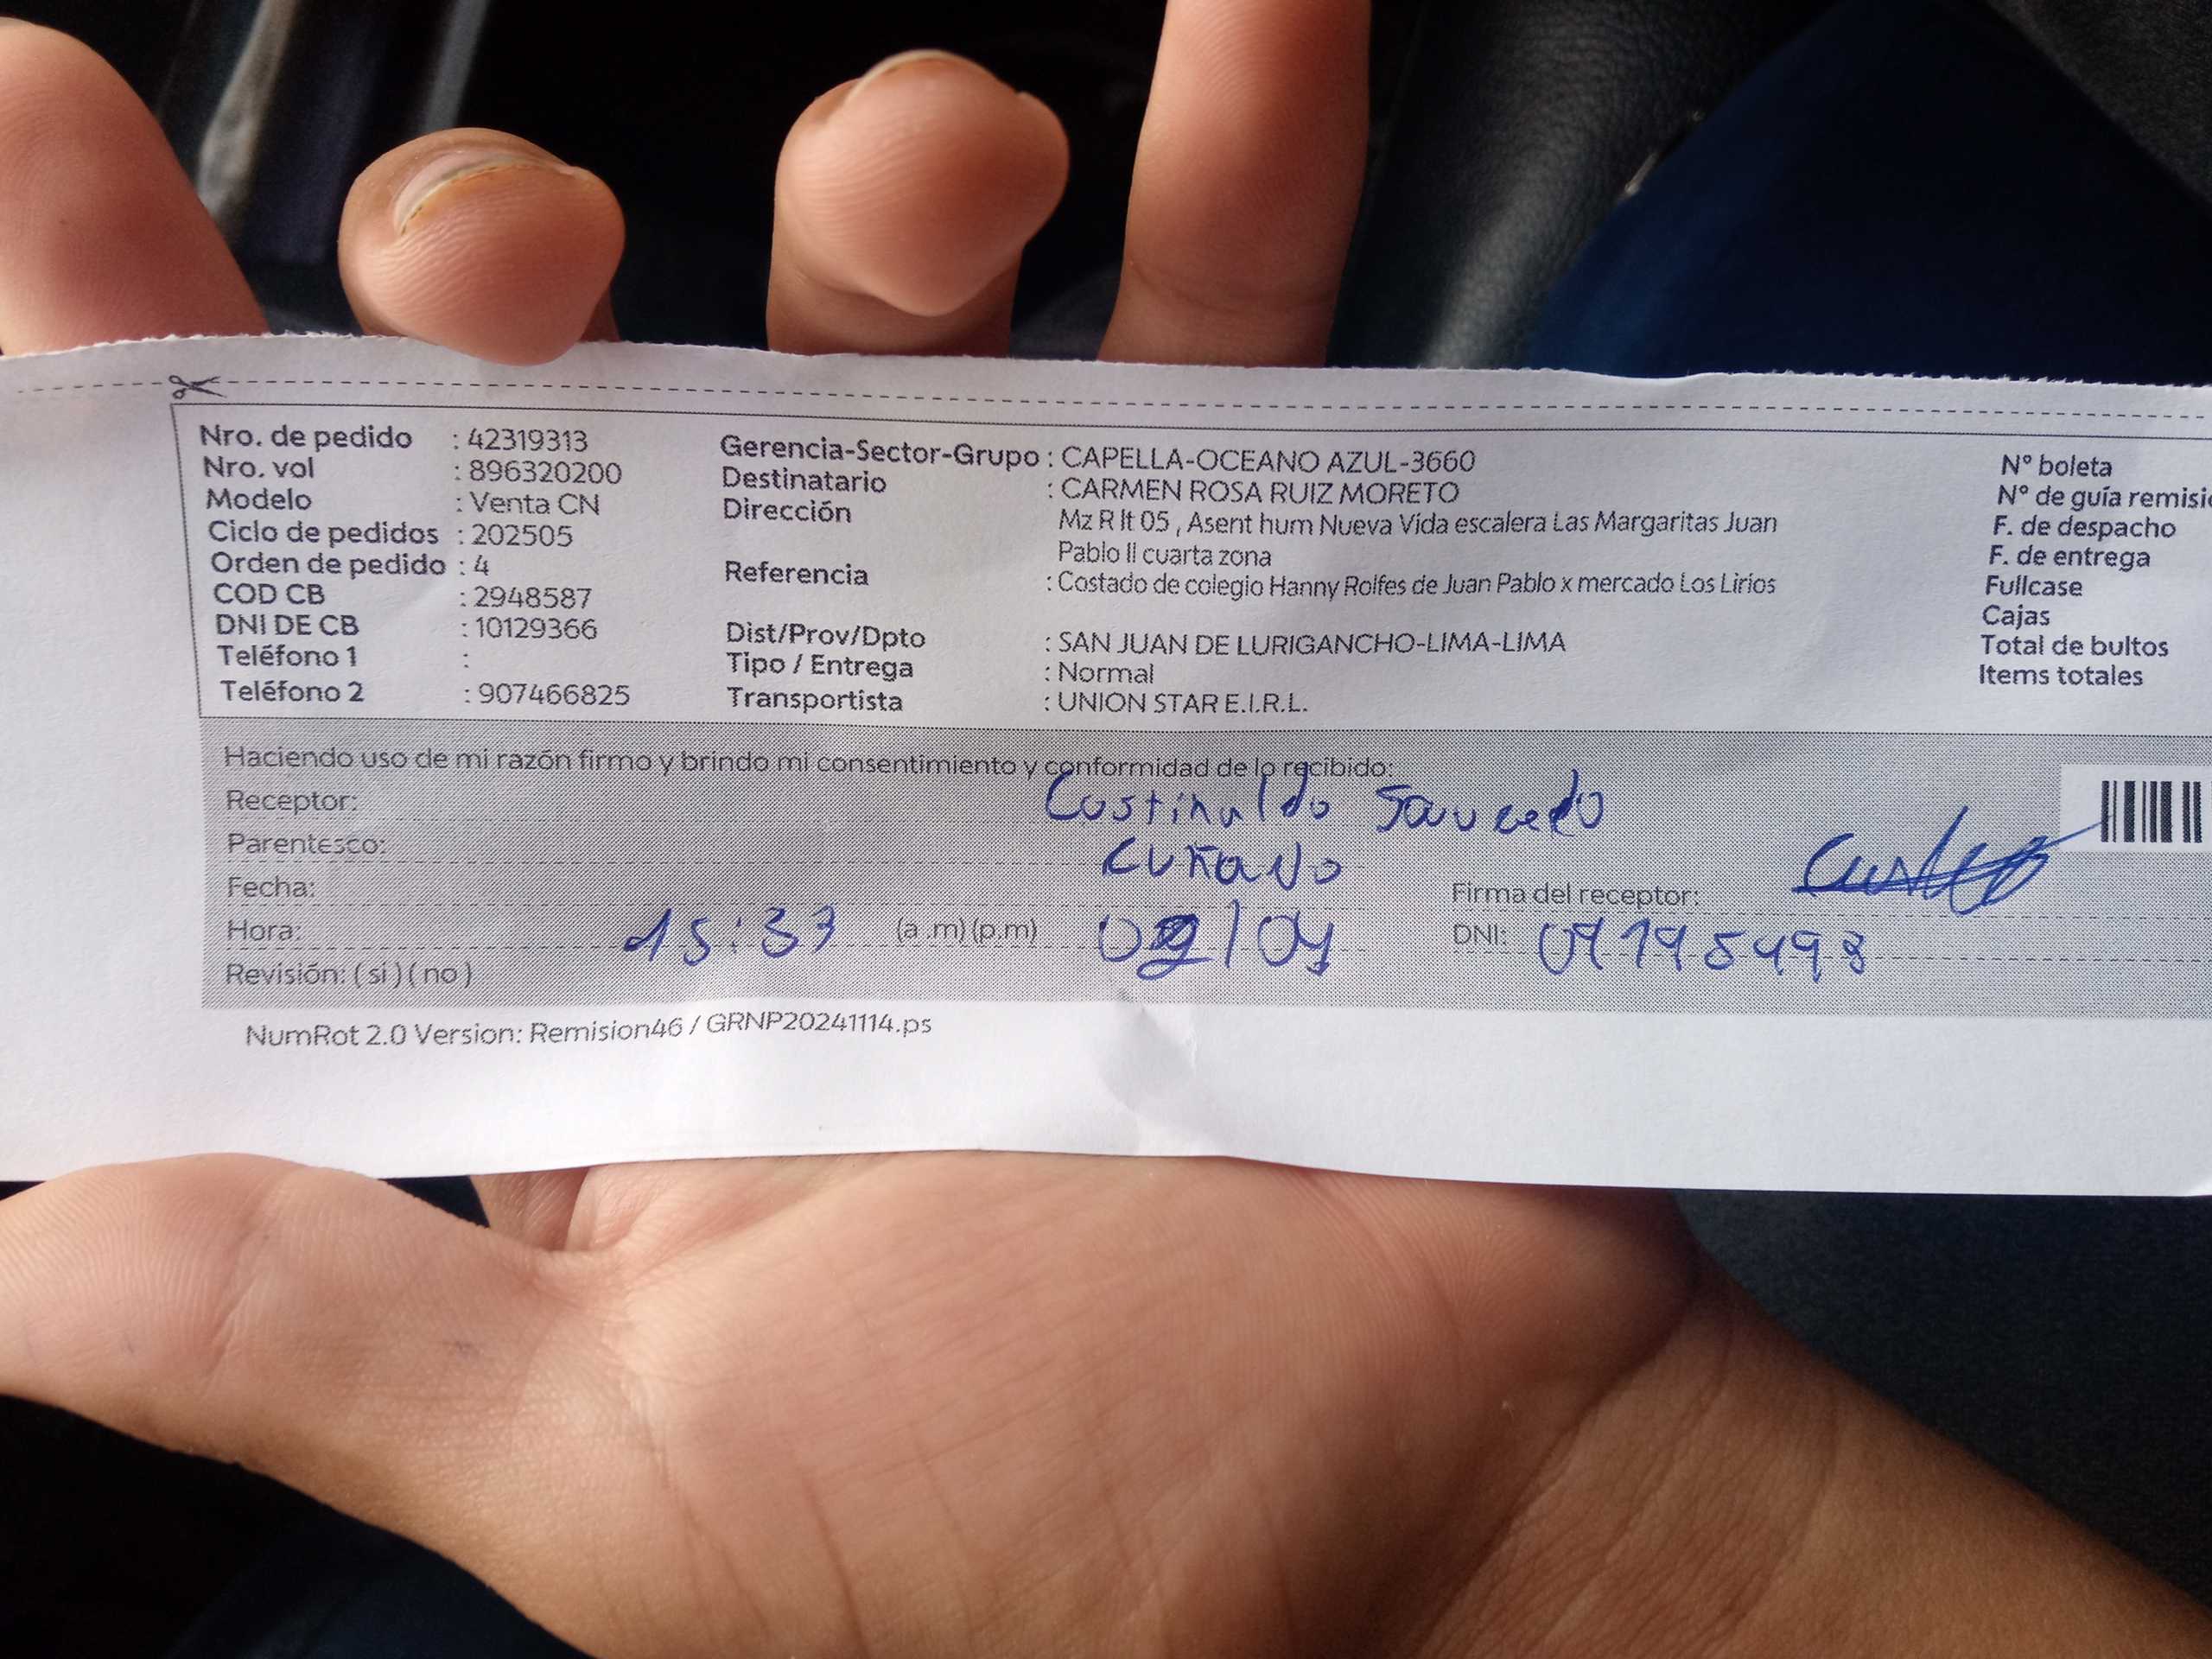 Nro. de pedido : 42319313
Nro. vol : 896320200
Modelo : Venta CN
Ciclo de pedidos : 202505
Orden de pedido : 4
COD CB : 2948587
DNI DE CB : 10129366
Teléfono 1 :
Teléfono 2 : 907466825
Gerencia-Sector-Grupo : CAPELLA-OCEANO AZUL-3660
Destinatario : CARMEN ROSA RUIZ MORETO
Dirección Mz R lt 05 , Asent hum Nueva Vida escalera Las Margaritas Juan
Pablo II cuarta zona
Referencia : Costado de colegio Hanny Rolfes de Juan Pablo x mercado Los Lirios
Dist/Prov/Dpto : SAN JUAN DE LURIGANCHO-LIMA-LIMA
Tipo / Entrega : Normal
Transportista : UNION STAR E.I.R.L.
N° boleta
N° de guía remisi
F. de despacho
F. de entrega
Fullcase
Cajas
Total de bultos
Items totales
Haciendo uso de mi razón firmo y brindo mi consentimiento y conformidad de lo recibido:
Receptor:
Parentesco: Cuñado
Fecha:
Hora: 15:33 (a .m) (p.m)
Revisión: ( si ) ( no )
Firma del receptor:
DNI:
NumRot 2.0 Version: Remision46 / GRNP20241114.ps